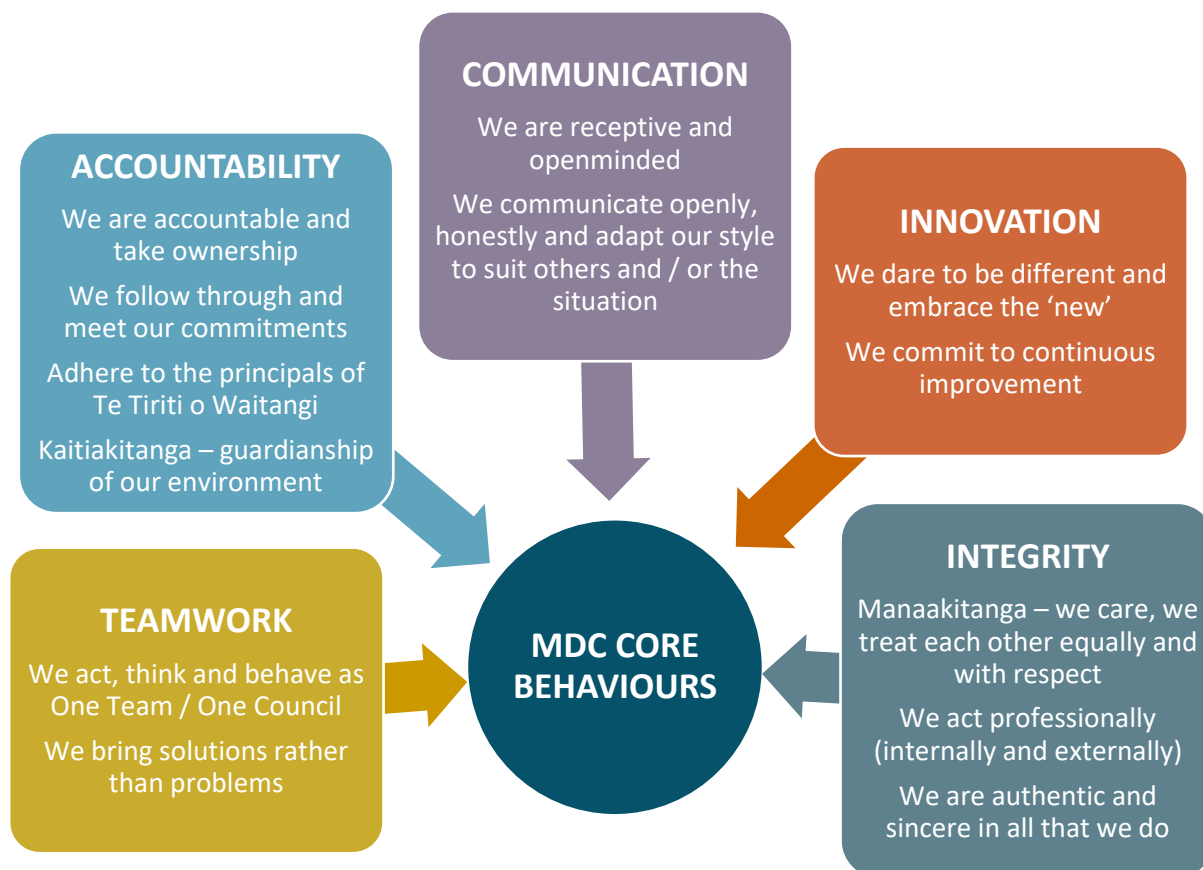 COMMUNICATION
We are receptive and
openminded
We communicate openly,
honestly and adapt our style
to suit others and / or the
situation
ACCOUNTABILITY
We are accountable and
take ownership
We follow through and
meet our commitments
Adhere to the principals of
Te Tiriti o Waitangi
Kaitiakitanga – guardianship
of our environment
INNOVATION
We dare to be different and
embrace the ‘new’
We commit to continuous
improvement
TEAMWORK
We act, think and behave as
One Team / One Council
We bring solutions rather
than problems
MDC CORE
BEHAVIOURS
INTEGRITY
Manaakitanga – we care, we
treat each other equally and
with respect
We act professionally
(internally and externally)
We are authentic and
sincere in all that we do